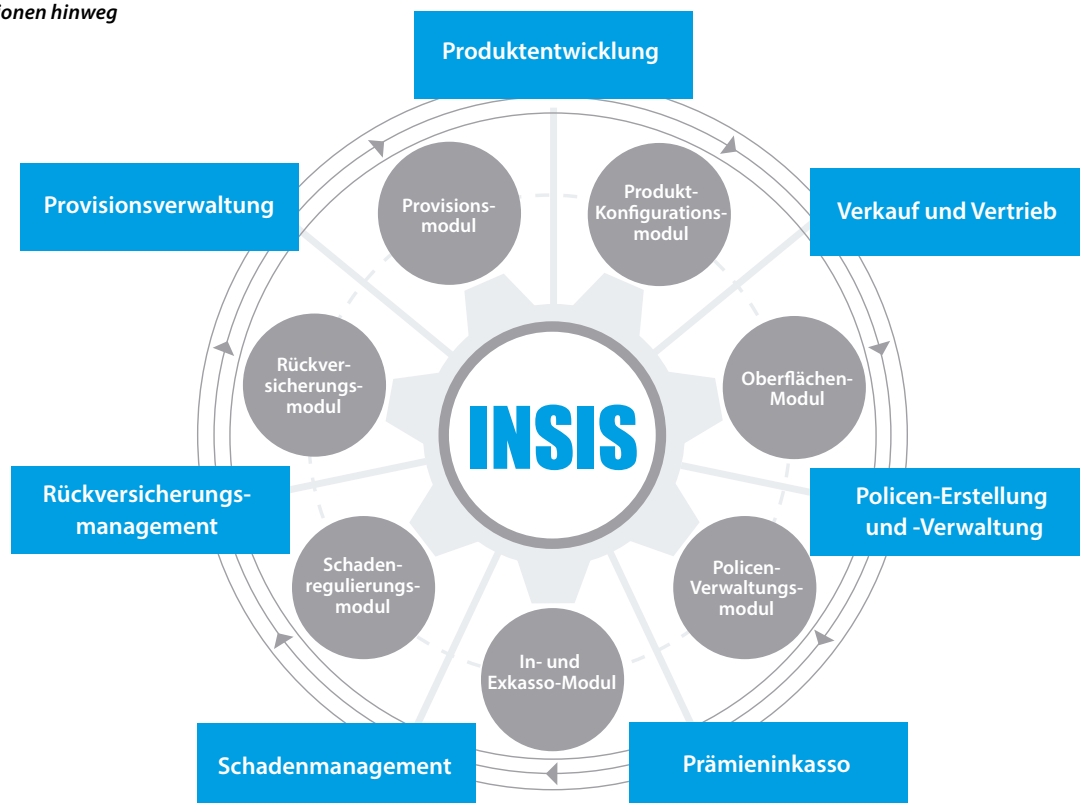 ionen hinweg
Produktentwicklung
Provisionsverwaltung
Verkauf und Vertrieb
Provisions-
modul
Produkt-
Konfigurations-
modul
Rückver-
sicherungs-
modul
Oberflächen-
Modul
INSIS
Rückversicherungs-
management
Policen-Erstellung
und -Verwaltung
Schaden-
regulierungs-
modul
Policen-
Verwaltungs-
modul
In- und
Exkasso-Modul
Schadenmanagement
Prämieninkasso